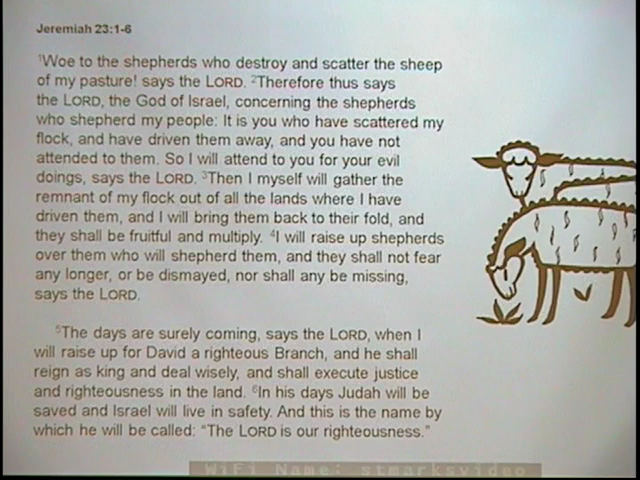 Jeremiah 23:1-6
¹Woe to the shepherds who destroy and scatter the sheep
of my pasture! says the LORD. ²Therefore thus says
the LORD, the God of Israel, concerning the shepherds
who shepherd my people: It is you who have scattered my
flock, and have driven them away, and you have not
attended to them. So I will attend to you for your evil
doings, says the LORD. ³Then I myself will gather the
remnant of my flock out of all the lands where I have
driven them, and I will bring them back to their fold, and
they shall be fruitful and multiply. ⁴I will raise up shepherds
over them who will shepherd them, and they shall not fear
any longer, or be dismayed, nor shall any be missing,
says the LORD.
⁵The days are surely coming, says the LORD, when I
will raise up for David a righteous Branch, and he shall
reign as king and deal wisely, and shall execute justice
and righteousness in the land. ⁶In his days Judah will be
saved and Israel will live in safety. And this is the name by
which he will be called: “The LORD is our righteousness.”
WiFi Name: stmarksvideo